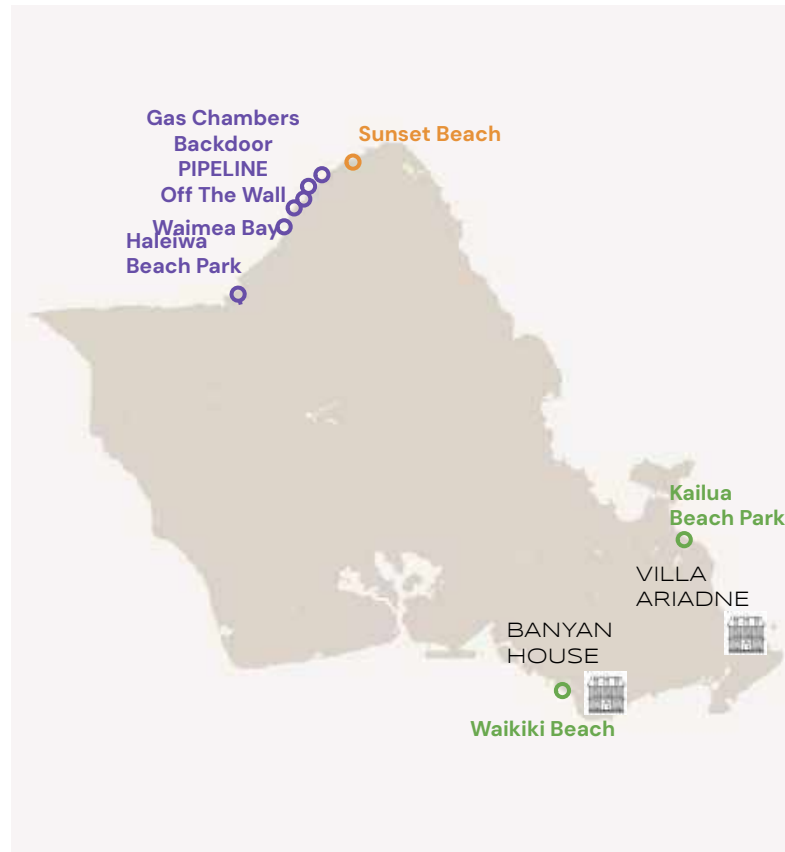 Gas Chambers
Sunset Beach
Backdoor
PIPELINE
Off The Wall
Waimea Bay
Haleiwa
Beach Park
Kailua
Beach Park
VILLA
ARIADNE
BANYAN
HOUSE
Waikiki Beach